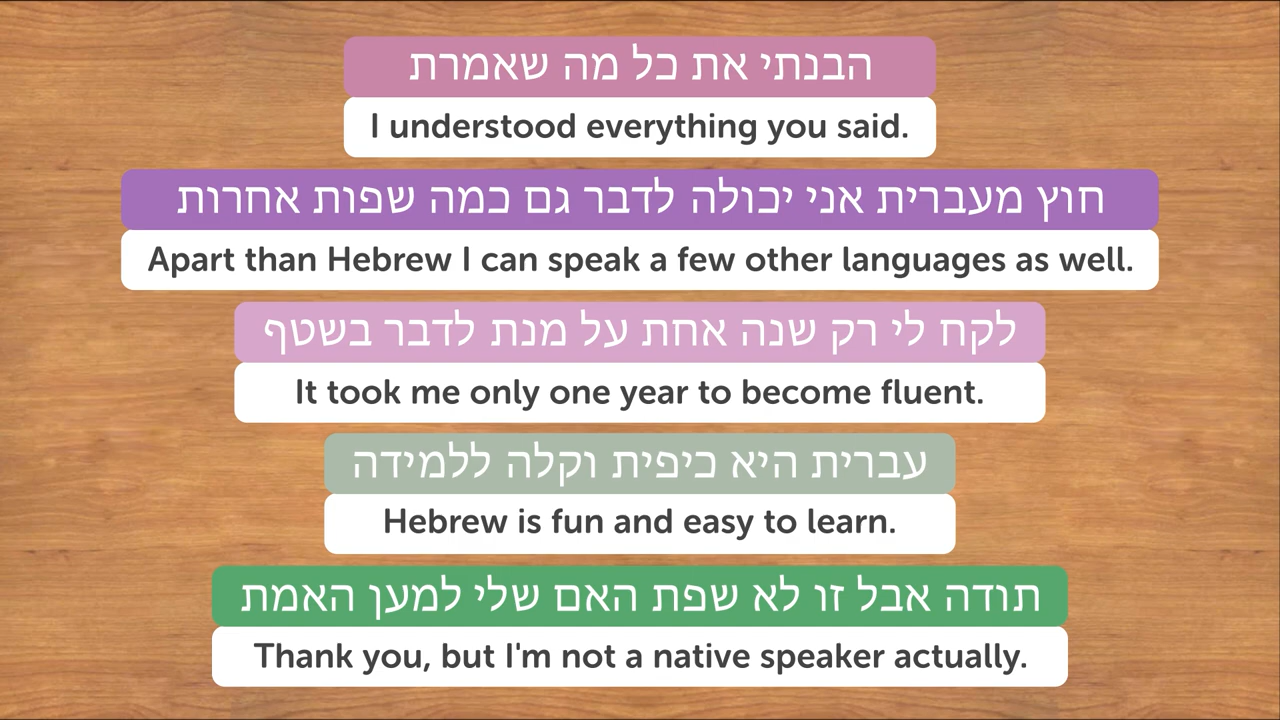 הבנתי את כל מה שאמרת
I understood everything you said.
חוץ מעברית אני יכולה לדבר גם כמה שפות אחרות
Apart than Hebrew I can speak a few other languages as well.
לקח לי רק שנה אחת על מנת לדבר בשטף
It took me only one year to become fluent.
עברית היא כיפית וקלה ללמידה
Hebrew is fun and easy to learn.
תודה אבל זו לא שפת האם שלי למען האמת
Thank you, but I'm not a native speaker actually.